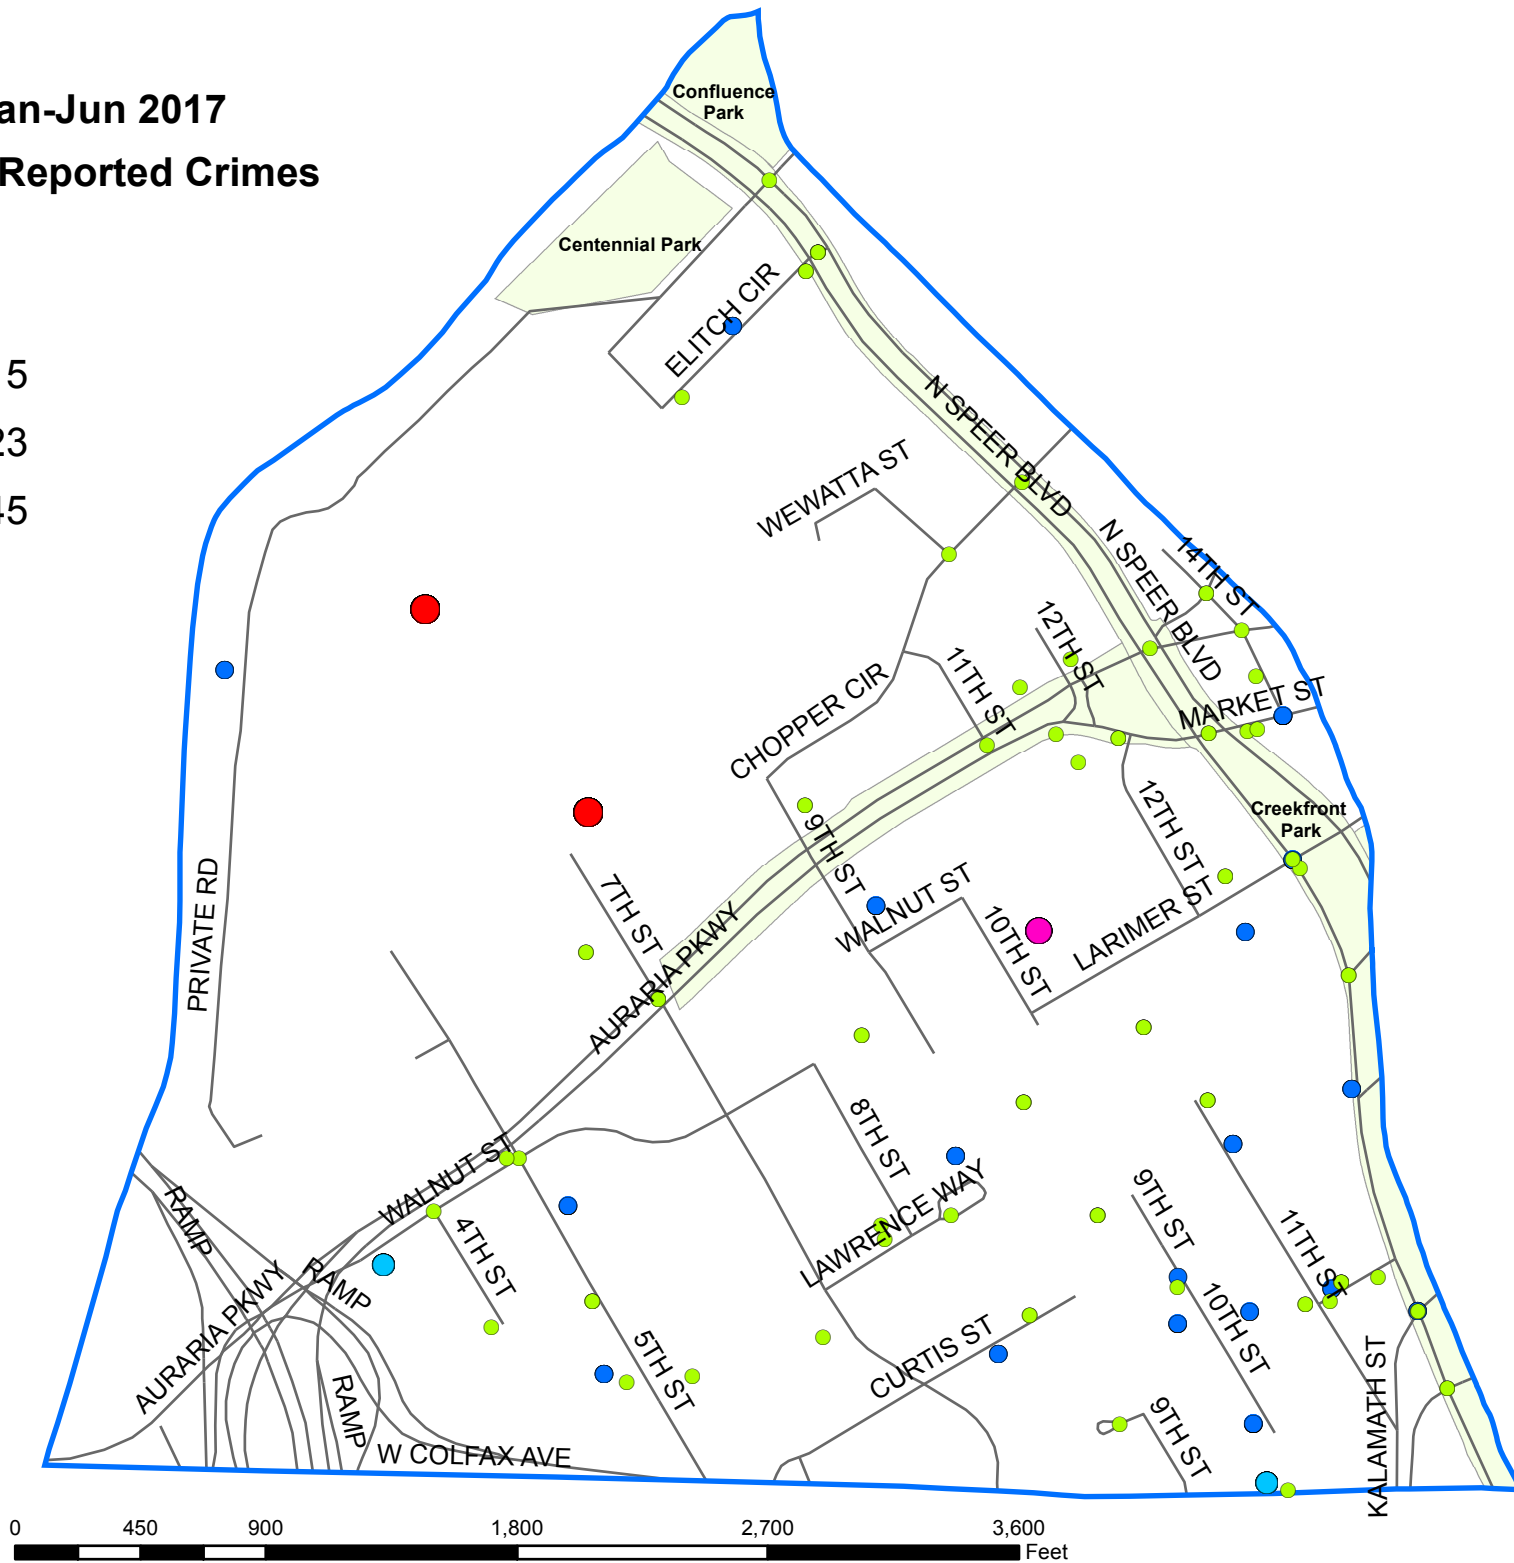 an-Jun 2017
Reported Crimes
5
23
45
Confluence
Park
Centennial Park
ELITCH CIR
N SPEER BLVD
WEWATTA ST
N SPEER BLVD
14TH ST
12TH ST
11TH ST
MARKET ST
CHOPPER CIR
Creekfront
Park
12TH ST
9TH ST
WALNUT ST
LARIMER ST
10TH ST
7TH ST
AURARIA PKWY
PRIVATE RD
8TH ST
WALNUT ST
LAWRENCE WAY
9TH ST
11TH ST
RAMP
4TH ST
RAMP
10TH ST
AURARIA PKWY
5TH ST
CURTIS ST
KALAMATH ST
RAMP
9TH ST
W COLFAX AVE
0 450 900 1,800 2,700 3,600
Feet